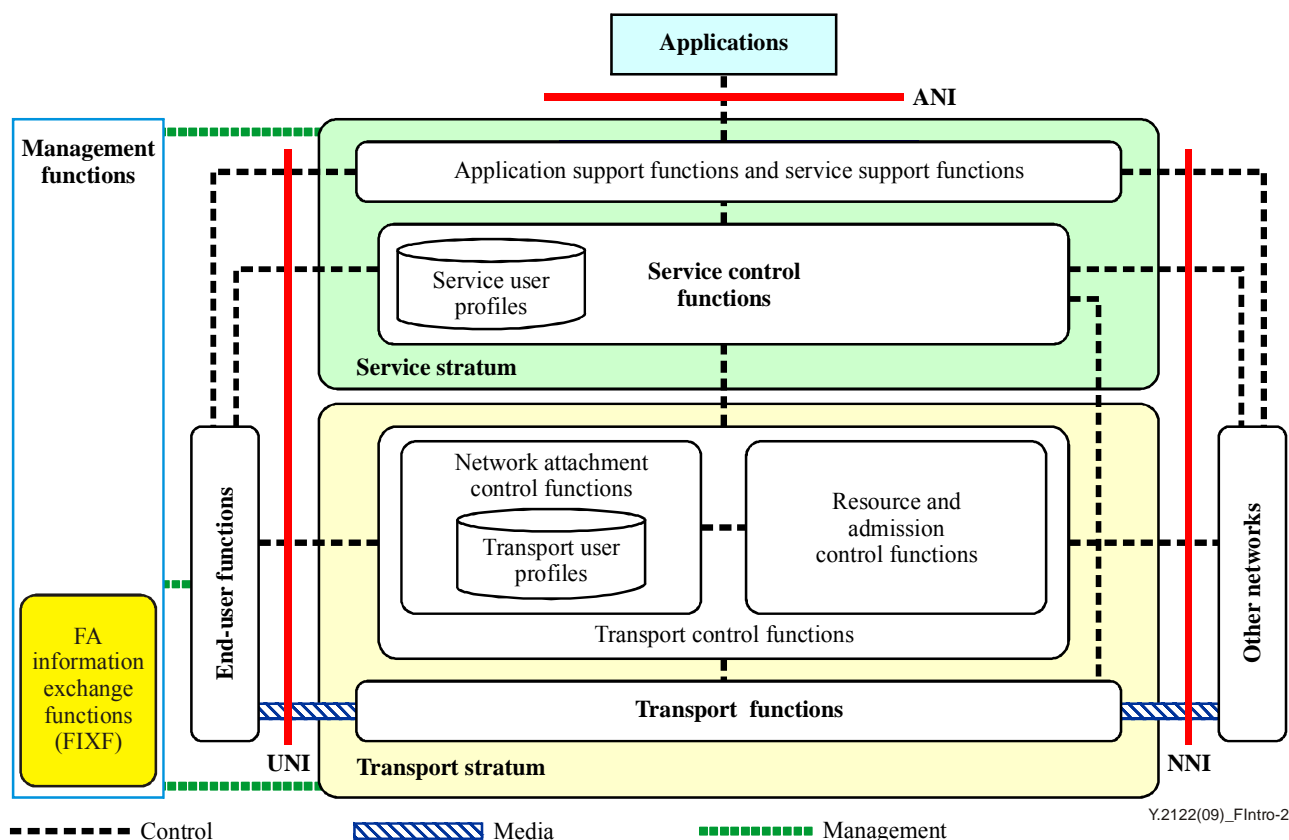 Applications
ANI
Management
functions
Application support functions and service support functions
Service user
profiles
Service control
functions
Service stratum
End-user functions
Network attachment
control functions
Transport user
profiles
Resource and
admission
control functions
Transport control functions
Other networks
FA
information
exchange
functions
(FIXF)
Transport functions
UNI
Transport stratum
NNI
Y.2122(09)_FIntro-2
Control
Media
Management